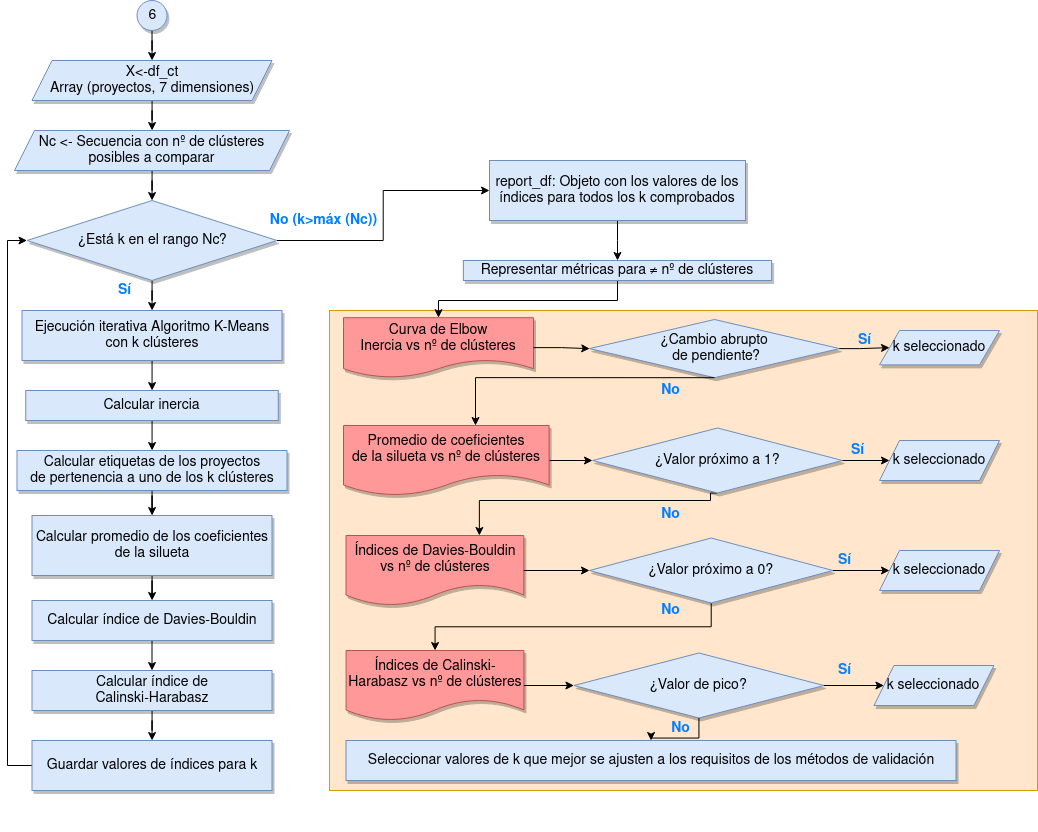 6
X<-df_ct
Array (proyectos, 7 dimensiones)
Nc <- Secuencia con nº de clústeres
posibles a comparar
¿Está k en el rango Nc?
No (k>máx (Nc))
Sí
Ejecución iterativa Algoritmo K-Means
con k clústeres
Calcular inercia
Calcular etiquetas de los proyectos
de pertenencia a uno de los k clústeres
Calcular promedio de los coeficientes
de la silueta
Calcular índice de Davies-Bouldin
Calcular índice de
Calinski-Harabasz
Guardar valores de índices para k
report_df: Objeto con los valores de los
índices para todos los k comprobados
Representar métricas para ≠ nº de clústeres
Curva de Elbow
Inercia vs nº de clústeres
¿Cambio abrupto
de pendiente?
Sí
k seleccionado
No
Promedio de coeficientes
de la silueta vs nº de clústeres
¿Valor próximo a 1?
Sí
k seleccionado
No
Índices de Davies-Bouldin
vs nº de clústeres
¿Valor próximo a 0?
Sí
k seleccionado
No
Índices de Calinski-
Harabasz vs nº de clústeres
¿Valor de pico?
Sí
k seleccionado
No
Seleccionar valores de k que mejor se ajusten a los requisitos de los métodos de validación